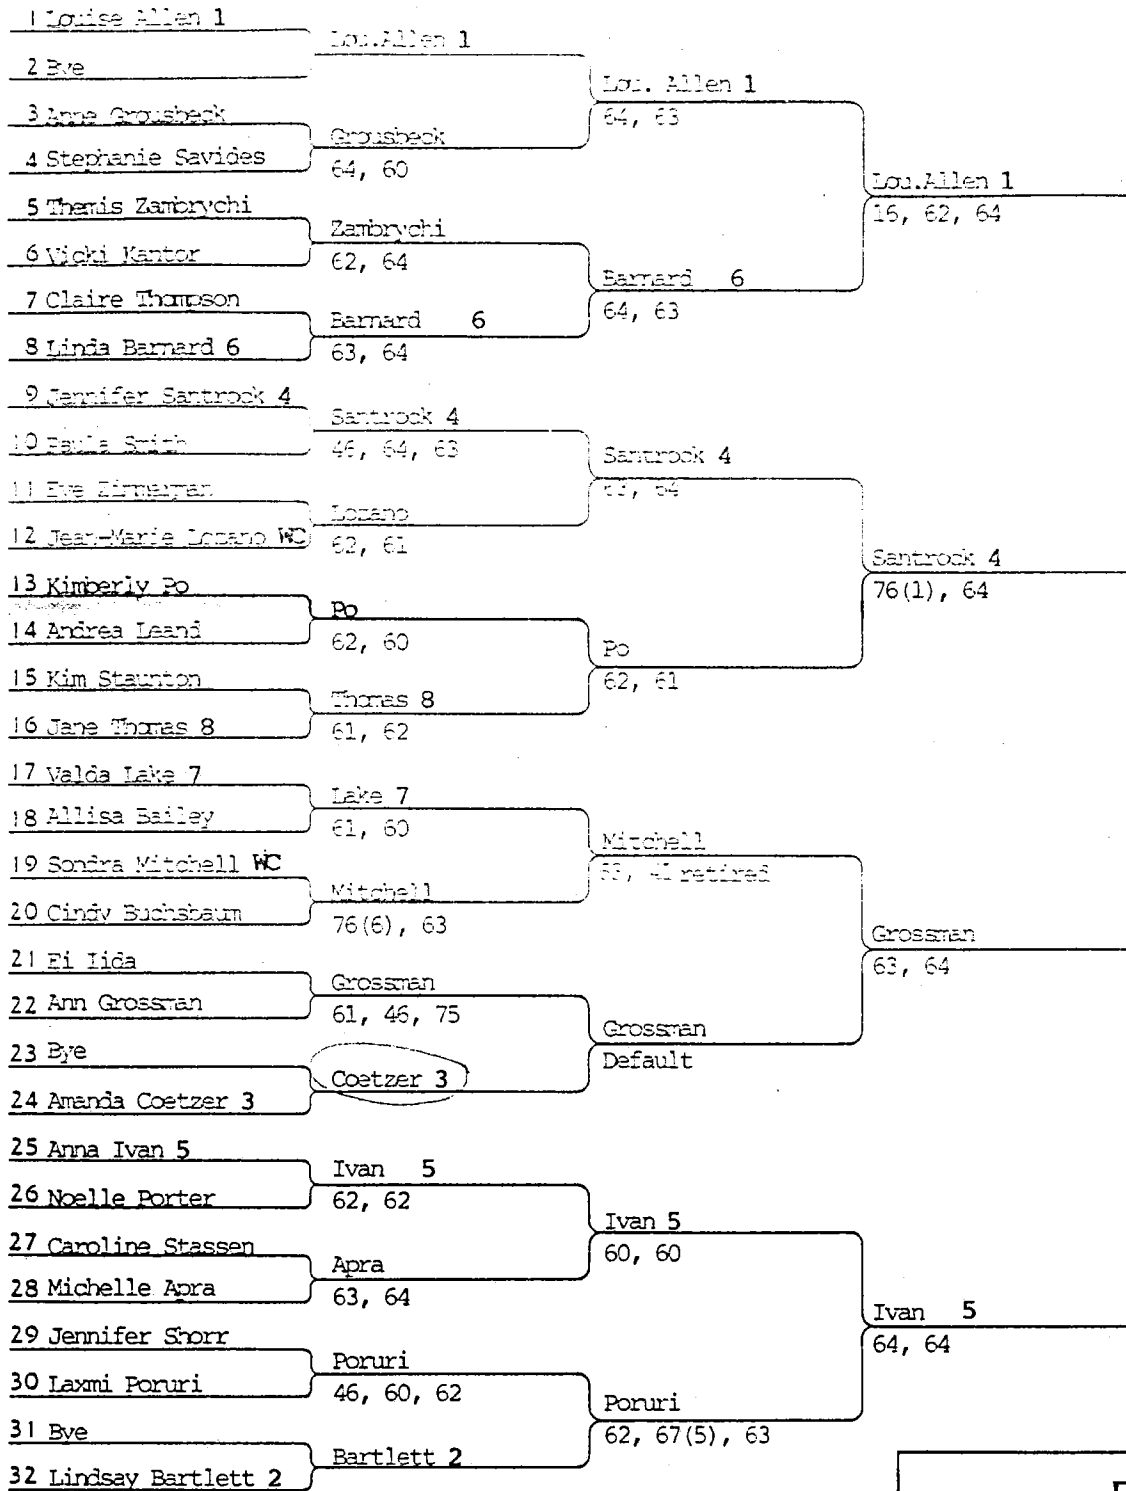 1 Louise Allen 1
2 Bye
3 Anne Grousbeck
4 Stephanie Savides
5 Themis Zambrychi
6 Vicki Kantor
7 Claire Thompson
8 Linda Barnard 6
9 Jennifer Santrock 4
10 Paula Smith
11 Eve Zimmerman
12 Jean-Marie Lozano WC
13 Kimberly Po
14 Andrea Leand
15 Kim Staunton
16 Jane Thomas 8
17 Valda Lake 7
18 Allisa Bailey
19 Sondra Mitchell WC
20 Cindy Buchsbaum
21 Ei Iida
22 Ann Grossman
23 Bye
24 Amanda Coetzer 3
25 Anna Ivan 5
26 Noelle Porter
27 Caroline Stassen
28 Michelle Apra
29 Jennifer Shorr
30 Laxmi Poruri
31 Bye
32 Lindsay Bartlett 2
Lou.Allen 1
Grousbeck
64, 60
Zambrychi
62, 64
Barnard 6
63, 64
Santrock 4
46, 64, 63
Lozano
62, 61
Po
62, 60
Thomas 8
61, 62
Lake 7
61, 60
Mitchell
76(6), 63
Grossman
61, 46, 75
Coetzer 3
Ivan 5
62, 62
Apra
63, 64
Poruri
46, 60, 62
Bartlett 2
Lou. Allen 1
64, 63
Barnard 6
64, 63
Santrock 4
64
Po
62, 61
Mitchell
41 retired
Grossman
Default
Ivan 5
60, 60
Poruri
62, 67(5), 63
Lou.Allen 1
16, 62, 64
Santrock 4
76(1), 64
Grossman
63, 64
Ivan 5
64, 64